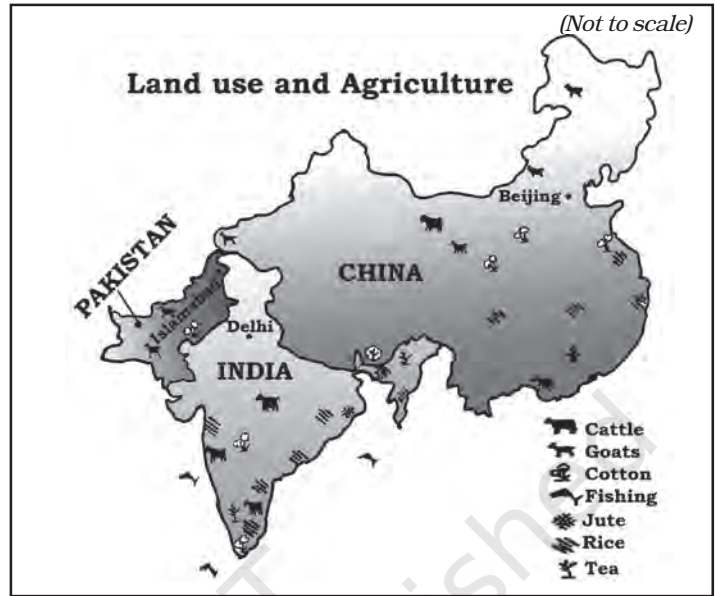 (Not to scale)
Land use and Agriculture
Beijing
PAKISTAN
CHINA
Islamabad
Delhi
INDIA
Cattle
Goats
Cotton
Fishing
Jute
Rice
Tea